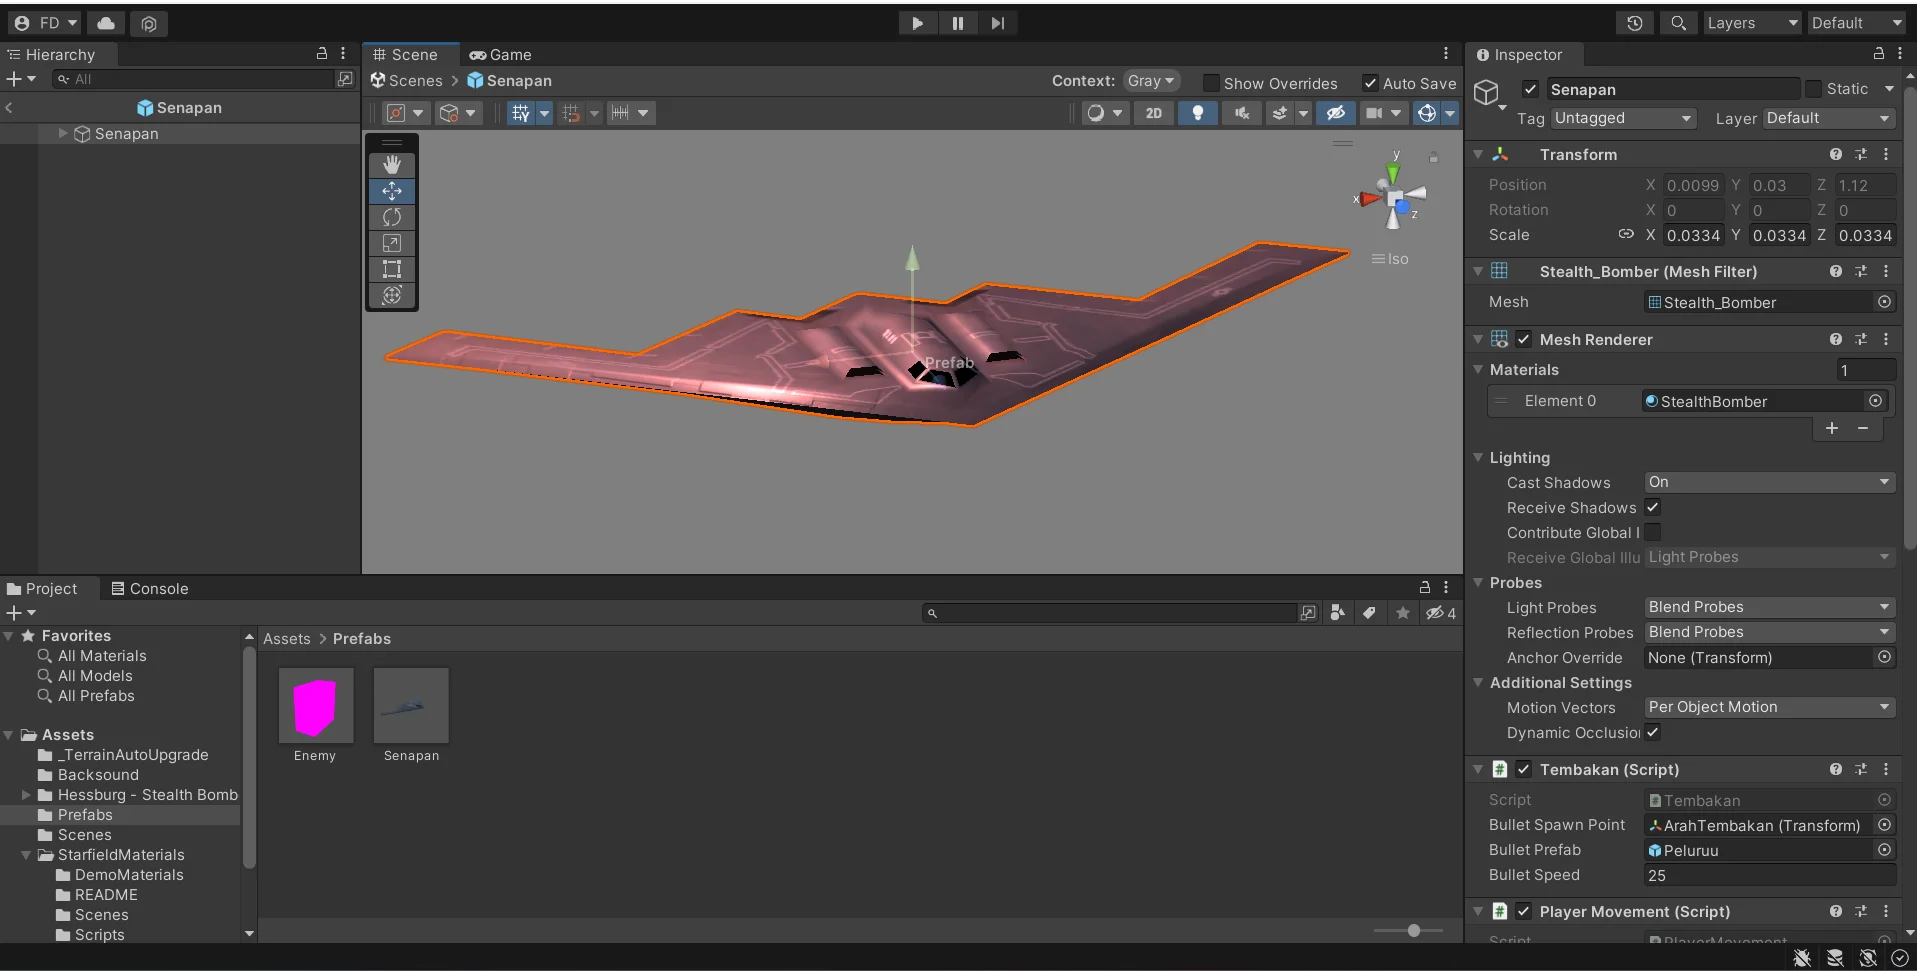 FD
Layers
Default
Hierarchy
All
Senapan
Senapan
Scene
Game
Scenes
Senapan
Context:
Gray
Show Overrides
Auto Save
2D
y
x
z
Iso
Prefab
Inspector
Senapan
Static
Tag
Untagged
Layer
Default
Transform
Position X 0.0099 Y 0.03 Z 1.12
Rotation X 0 Y 0 Z 0
Scale X 0.0334 Y 0.0334 Z 0.0334
Stealth_Bomber (Mesh Filter)
Mesh Stealth_Bomber
Mesh Renderer
Materials 1
Element 0 StealthBomber
Lighting
Cast Shadows On
Receive Shadows
Contribute Global I
Receive Global Illu Light Probes
Probes
Light Probes Blend Probes
Reflection Probes Blend Probes
Anchor Override None (Transform)
Additional Settings
Motion Vectors Per Object Motion
Dynamic Occlusio
Tembakan (Script)
Script Tembakan
Bullet Spawn Point ArahTembakan (Transform)
Bullet Prefab Peluruu
Bullet Speed 25
Player Movement (Script)
Script PlayerMovement
Project
Console
4
Favorites
All Materials
All Models
All Prefabs
Assets
_TerrainAutoUpgrade
Backsound
Hessburg - Stealth Bomb
Prefabs
Scenes
StarfieldMaterials
DemoMaterials
README
Scenes
Scripts
Assets > Prefabs
Enemy
Senapan